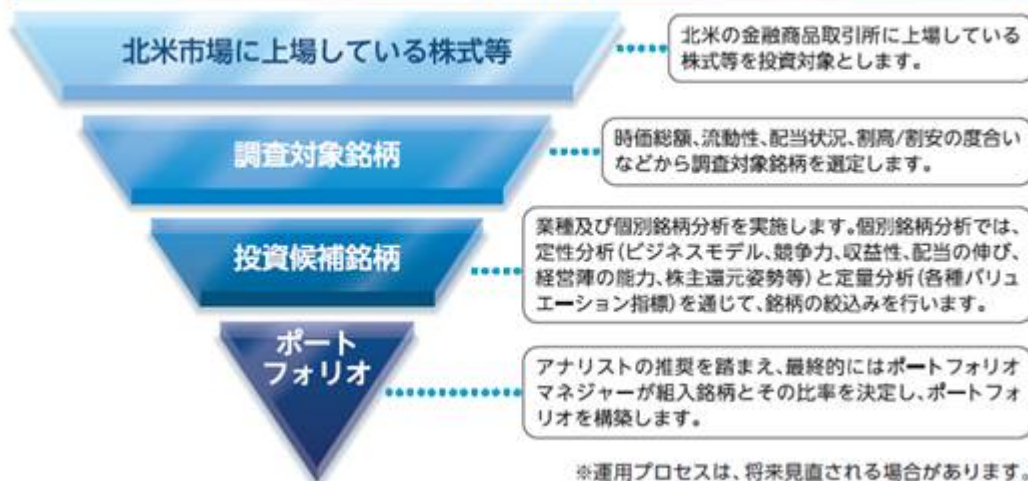 北米市場に上場している株式等
北米の金融商品取引所に上場している
株式等を投資対象とします。
調査対象銘柄
時価総額、流動性、配当状況、割高/割安の度合い
などから調査対象銘柄を選定します。
投資候補銘柄
業種及び個別銘柄分析を実施します。個別銘柄分析では、
定性分析(ビジネスモデル、競争力、収益性、配当の伸び、
経営陣の能力、株主還元姿勢等)と定量分析(各種バリュ
エーション指標)を通じて、銘柄の絞込みを行います。
ポート
フォリオ
アナリストの推奨を踏まえ、最終的にはポートフォリオ
マネジャーが組入銘柄とその比率を決定し、ポートフォ
リオを構築します。
※運用プロセスは、将来見直される場合があります。